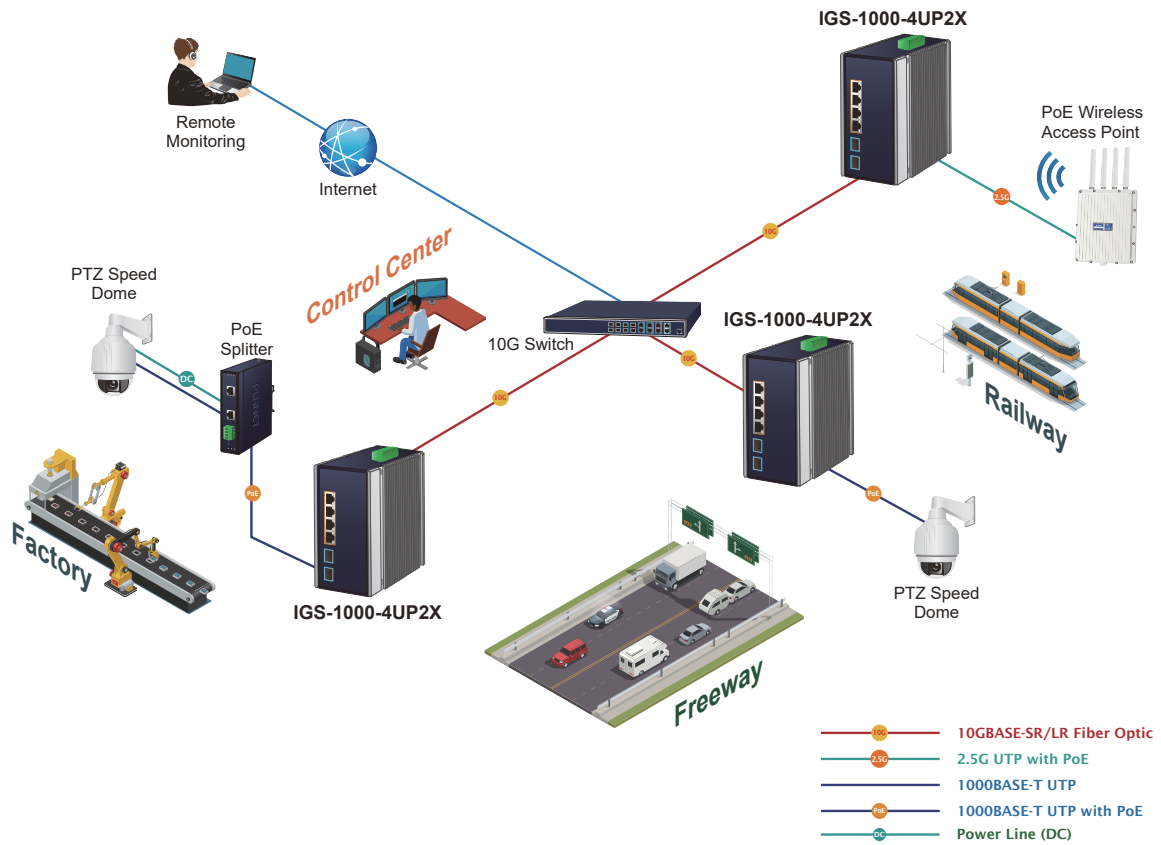 IGS-1000-4UP2X
Remote
Monitoring
Internet
PoE Wireless
Access Point
2.5G
10G
Control Center
PTZ Speed
Dome
PoE
Splitter
DC
PLANET
10G Switch
IGS-1000-4UP2X
10G
10G
Railway
PoE
Factory
IGS-1000-4UP2X
PoE
PTZ Speed
Dome
Freeway
10G
10GBASE-SR/LR Fiber Optic
2.5G
2.5G UTP with PoE
1000BASE-T UTP
PoE
1000BASE-T UTP with PoE
DC
Power Line (DC)